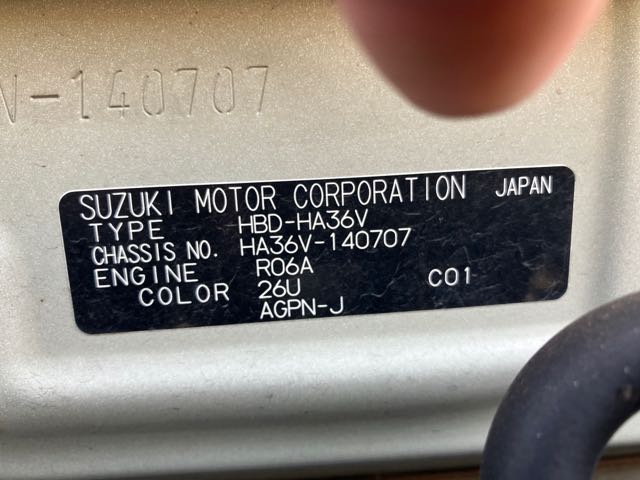 N-140707
SUZUKI MOTOR CORPORATION JAPAN
TYPE HBD-HA36V
CHASSIS NO. HA36V-140707
ENGINE R06A
COLOR 26U C01
AGPN-J